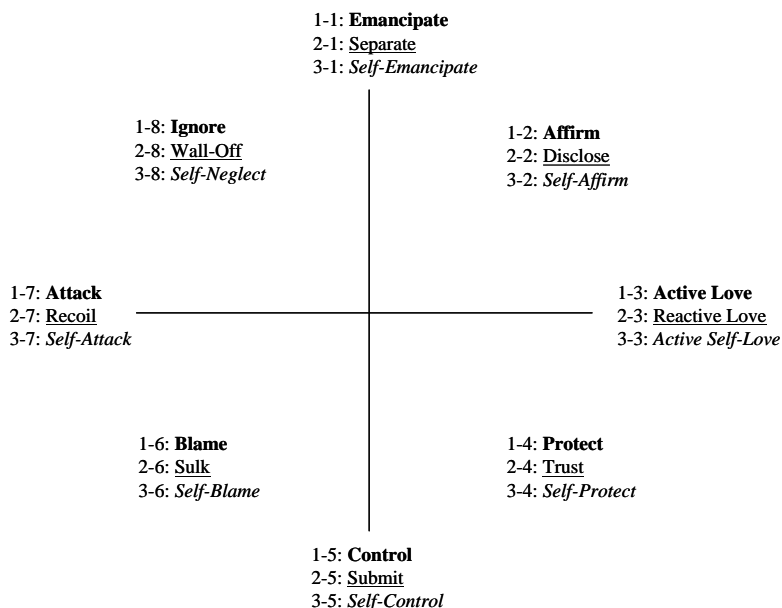 1-1: Emancipate
2-1: Separate
3-1: Self-Emancipate
1-8: Ignore
2-8: Wall-Off
3-8: Self-Neglect
1-2: Affirm
2-2: Disclose
3-2: Self-Affirm
1-7: Attack
2-7: Recoil
3-7: Self-Attack
1-3: Active Love
2-3: Reactive Love
3-3: Active Self-Love
1-6: Blame
2-6: Sulk
3-6: Self-Blame
1-4: Protect
2-4: Trust
3-4: Self-Protect
1-5: Control
2-5: Submit
3-5: Self-Control